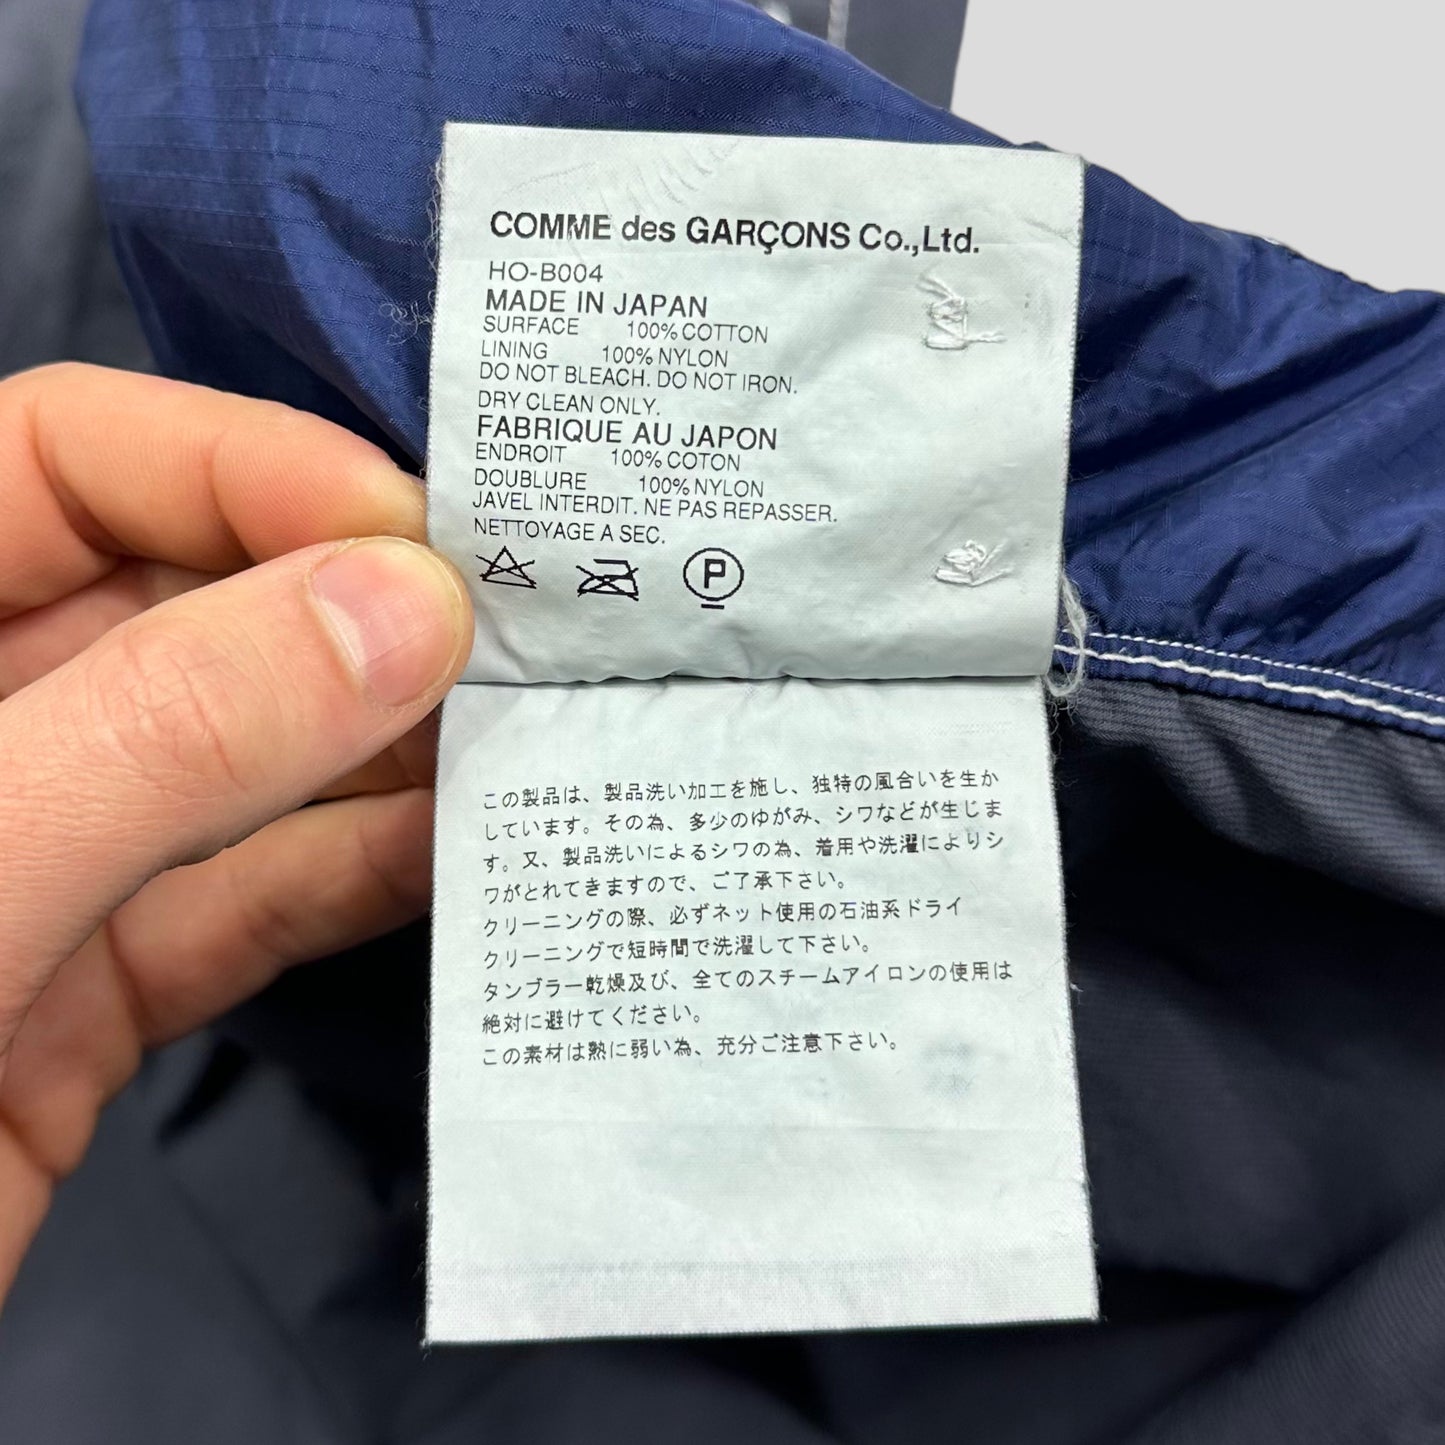 COMME des GARÇONS Co.,Ltd.
HO-B004
MADE IN JAPAN
SURFACE 100% COTTON
LINING 100% NYLON
DO NOT BLEACH. DO NOT IRON.
DRY CLEAN ONLY.
FABRIQUE AU JAPON
ENDROIT 100% COTON
DOUBLURE 100% NYLON
JAVEL INTERDIT. NE PAS REPASSER.
NETTOYAGE A SEC.
P
この製品は、製品洗い加工を施し、独特の風合いを生か
しています。その為、多少のゆがみ、シワなどが生じま
す。又、製品洗いによるシワの為、着用や洗濯によりシ
ワがとれてきますので、ご了承下さい。
クリーニングの際、必ずネット使用の石油系ドライ
クリーニングで短時間で洗濯して下さい。
タンブラー乾燥及び、全てのスチームアイロンの使用は
絶対に避けてください。
この素材は熱に弱い為、充分ご注意下さい。